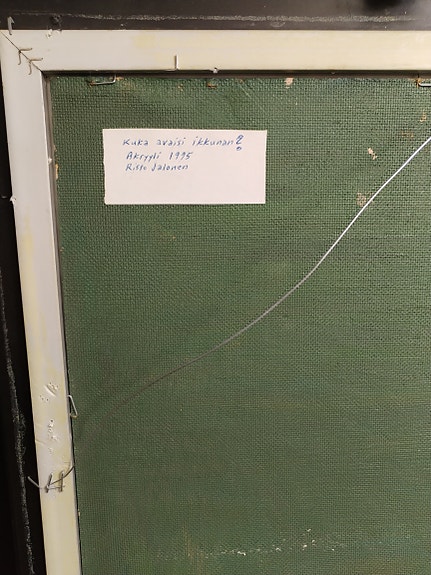 Kuka avaisi ikkunan?
Akryyli 1995
Risto Jalonen